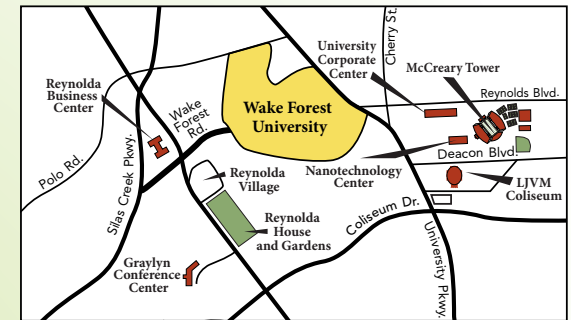 Cherry St.
University
Corporate
Center
McCreary Tower
Reynolda
Business
Center
Reynolds Blvd.
Wake
Forest
Rd.
Wake Forest
University
Deacon Blvd.
Polo Rd.
Silas Creek Pkwy.
Nanotechnology
Center
Reynolda
Village
LJVM
Coliseum
Coliseum Dr.
Reynolda
House
and Gardens
University Pkwy.
Graylyn
Conference
Center